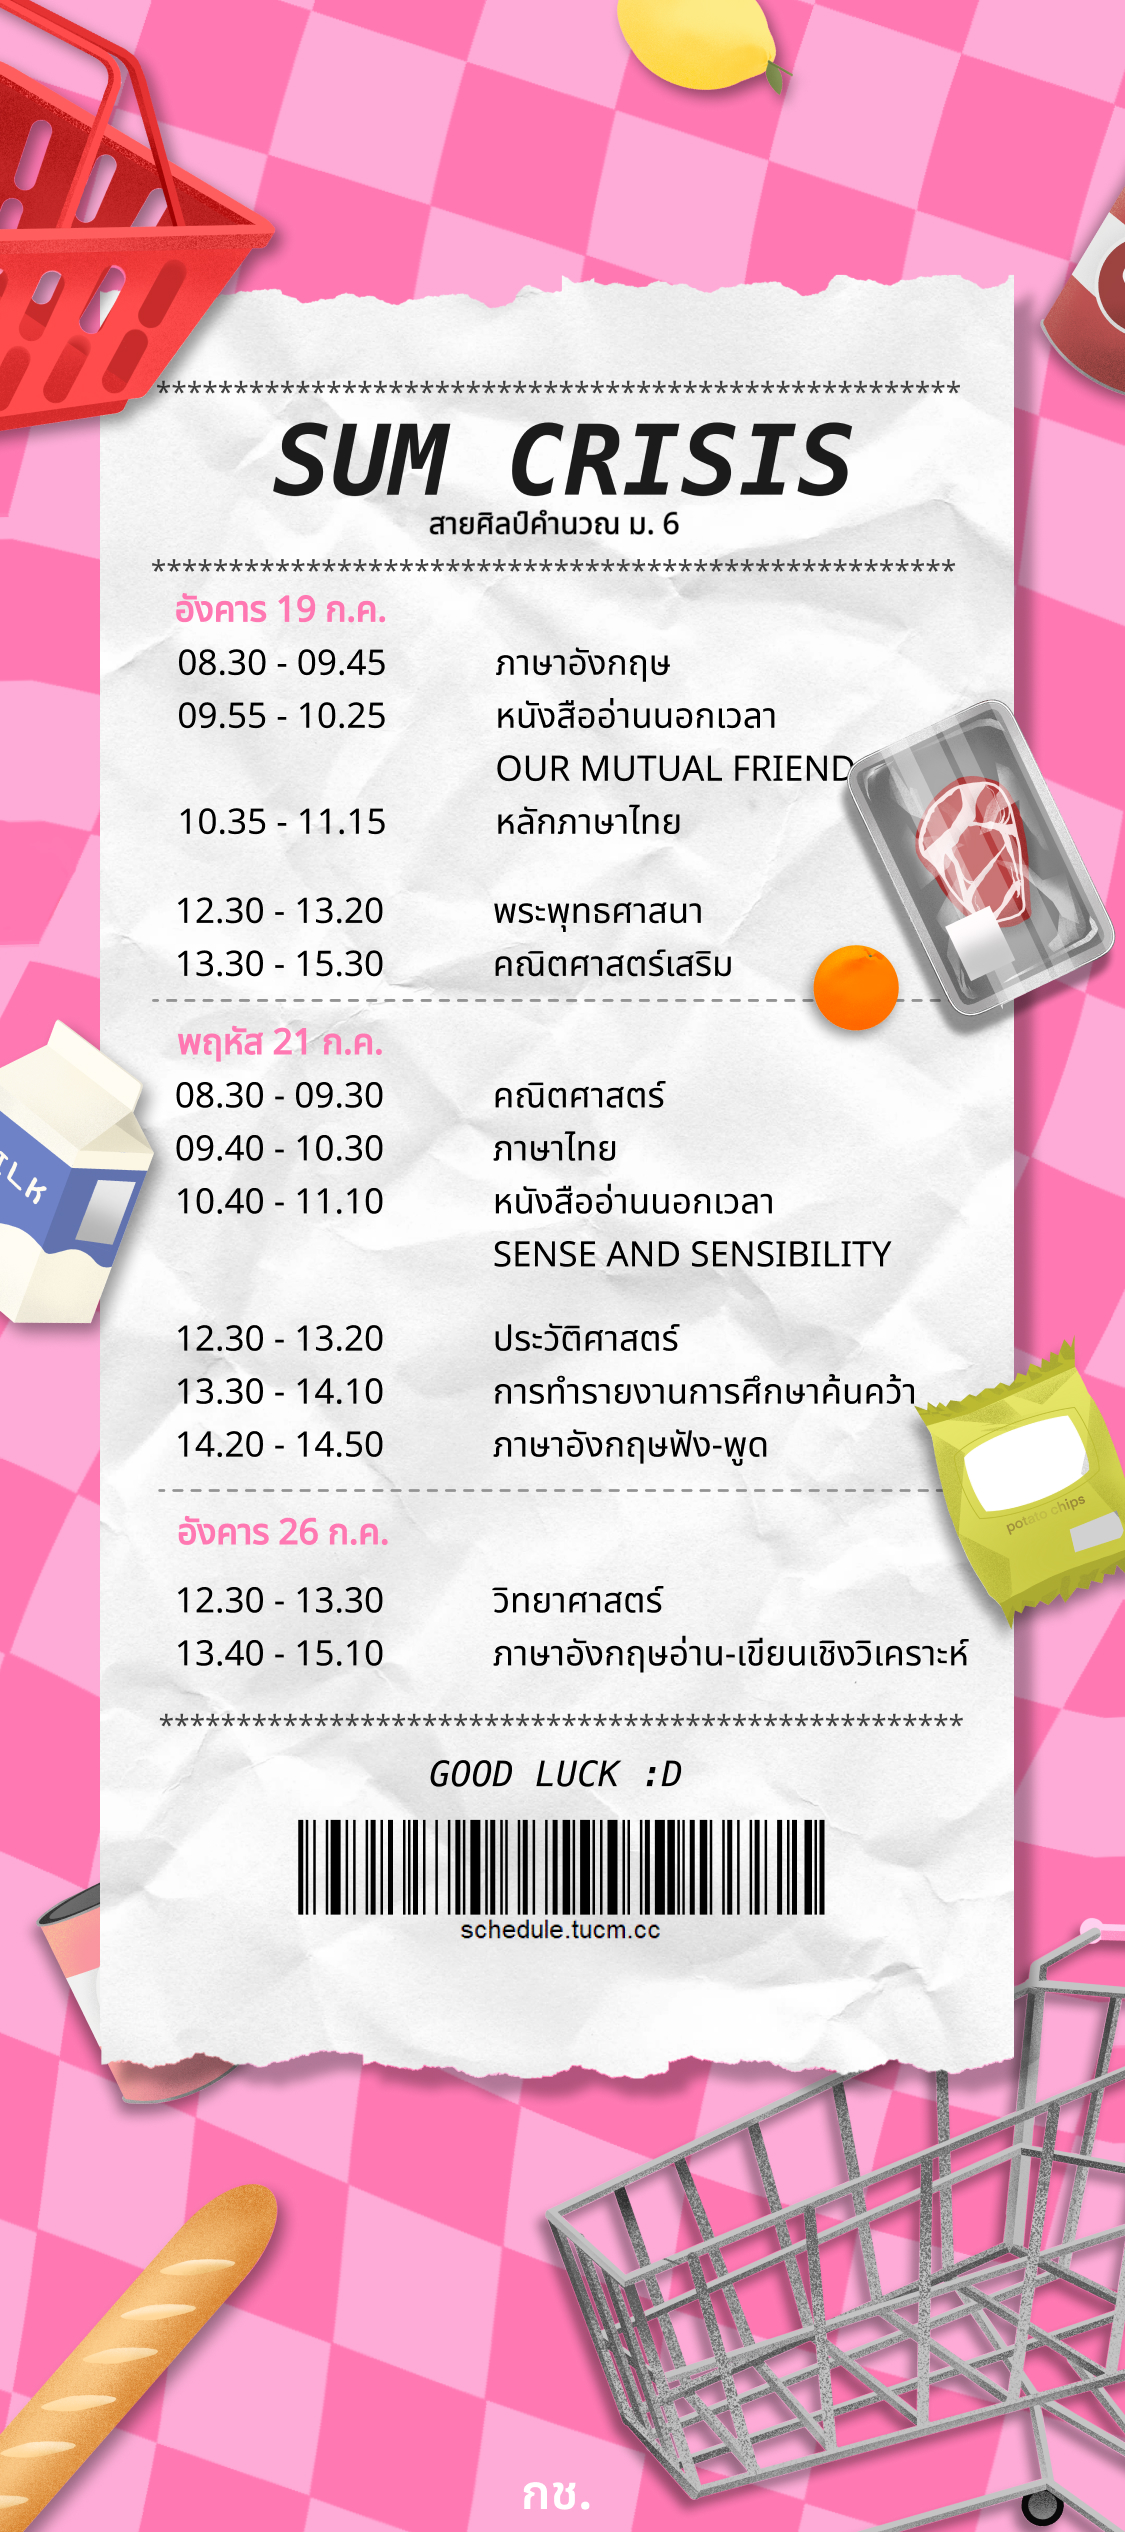 ****************************************************
SUM CRISIS
สายศิลป์คำนวณ ม. 6
****************************************************
อังคาร 19 ก.ค.
08.30 - 09.45 ภาษาอังกฤษ
09.55 - 10.25 หนังสืออ่านนอกเวลา
OUR MUTUAL FRIEND
10.35 - 11.15 หลักภาษาไทย
12.30 - 13.20 พระพุทธศาสนา
13.30 - 15.30 คณิตศาสตร์เสริม
พฤหัส 21 ก.ค.
08.30 - 09.30 คณิตศาสตร์
09.40 - 10.30 ภาษาไทย
10.40 - 11.10 หนังสืออ่านนอกเวลา
SENSE AND SENSIBILITY
12.30 - 13.20 ประวัติศาสตร์
13.30 - 14.10 การทำรายงานการศึกษาค้นคว้า
14.20 - 14.50 ภาษาอังกฤษฟัง-พูด
potato chips
อังคาร 26 ก.ค.
12.30 - 13.30 วิทยาศาสตร์
13.40 - 15.10 ภาษาอังกฤษอ่าน-เขียนเชิงวิเคราะห์
****************************************************
GOOD LUCK :D
schedule.tucm.cc
กช.